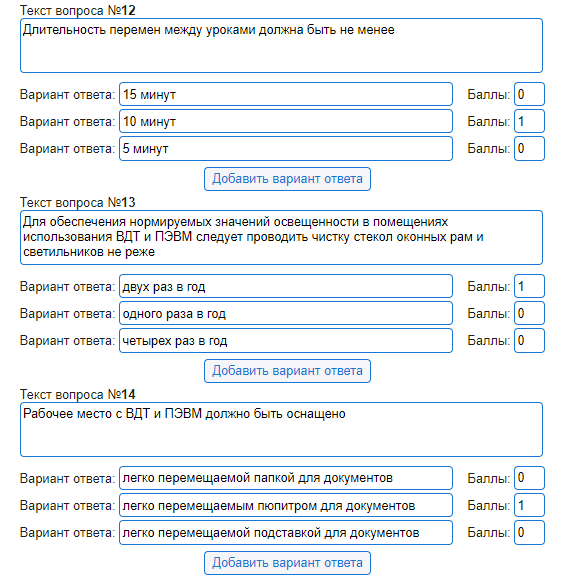 Текст вопроса №12
Длительность перемен между уроками должна быть не менее
Вариант ответа: 15 минут Баллы: 0
Вариант ответа: 10 минут Баллы: 1
Вариант ответа: 5 минут Баллы: 0
Добавить вариант ответа
Текст вопроса №13
Для обеспечения нормируемых значений освещенности в помещениях
использования ВДТ и ПЭВМ следует проводить чистку стекол оконных рам и
светильников не реже
Вариант ответа: двух раз в год Баллы: 1
Вариант ответа: одного раза в год Баллы: 0
Вариант ответа: четырех раз в год Баллы: 0
Добавить вариант ответа
Текст вопроса №14
Рабочее место с ВДТ и ПЭВМ должно быть оснащено
Вариант ответа: легко перемещаемой папкой для документов Баллы: 0
Вариант ответа: легко перемещаемым пюпитром для документов Баллы: 1
Вариант ответа: легко перемещаемой подставкой для документов Баллы: 0
Добавить вариант ответа